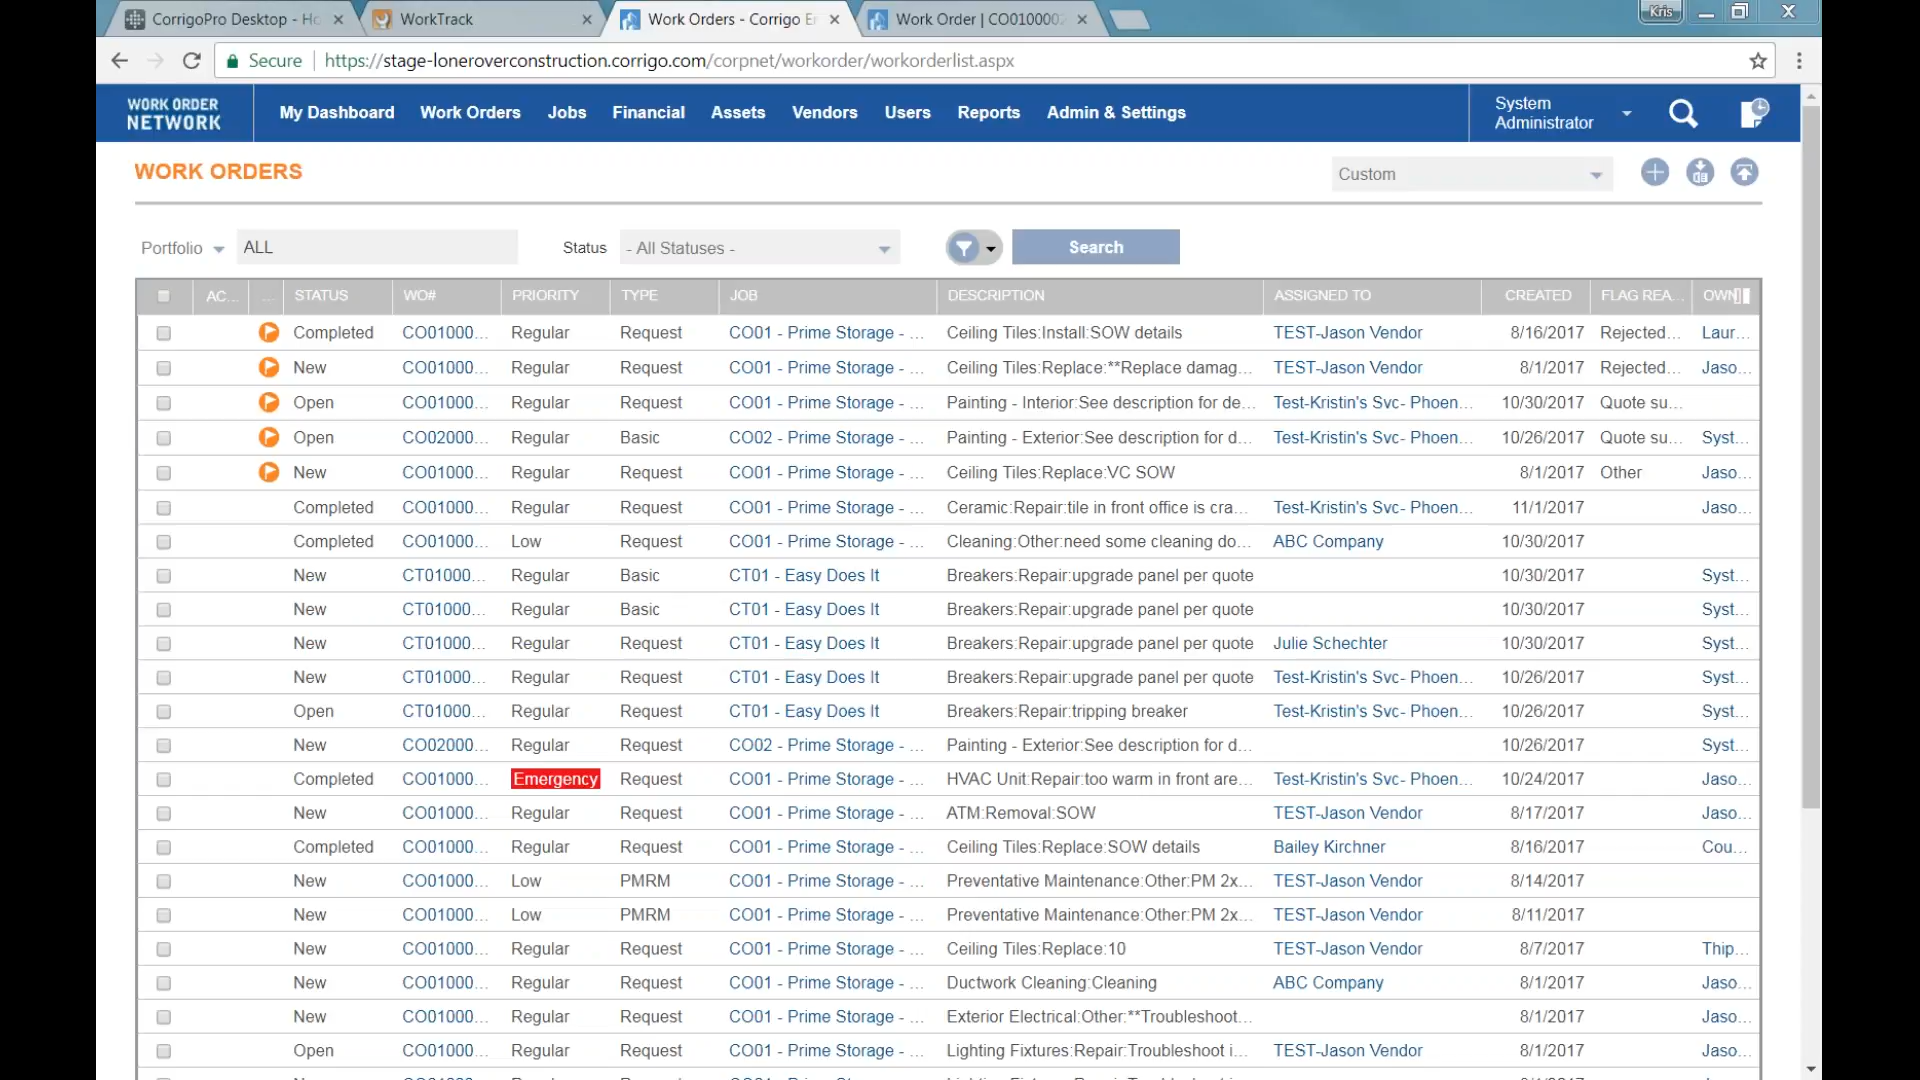 CorrigoPro Desktop - Ho
WorkTrack
Work Orders - Corrigo En
Work Order | CO0100002
Kris
Secure
https://stage-loneroverconstruction.corrigo.com/corpnet/workorder/workorderlist.aspx
WORK ORDER
NETWORK
My Dashboard Work Orders Jobs Financial Assets Vendors Users Reports Admin & Settings
System
Administrator
WORK ORDERS
Custom
Portfolio ALL Status - All Statuses - Search
AC... ... STATUS WO# PRIORITY TYPE JOB DESCRIPTION ASSIGNED TO CREATED FLAG REA... OWN
Completed CO01000... Regular Request CO01 - Prime Storage - ... Ceiling Tiles:Install:SOW details TEST-Jason Vendor 8/16/2017 Rejected... Laur...
New CO01000... Regular Request CO01 - Prime Storage - ... Ceiling Tiles:Replace:**Replace damag... TEST-Jason Vendor 8/1/2017 Rejected... Jaso...
Open CO01000... Regular Request CO01 - Prime Storage - ... Painting - Interior:See description for de... Test-Kristin's Svc- Phoen... 10/30/2017 Quote su...
Open CO02000... Regular Basic CO02 - Prime Storage - ... Painting - Exterior:See description for d... Test-Kristin's Svc- Phoen... 10/26/2017 Quote su... Syst...
New CO01000... Regular Request CO01 - Prime Storage - ... Ceiling Tiles:Replace:VC SOW 8/1/2017 Other Jaso...
Completed CO01000... Regular Request CO01 - Prime Storage - ... Ceramic:Repair:tile in front office is cra... Test-Kristin's Svc- Phoen... 11/1/2017 Jaso...
Completed CO01000... Low Request CO01 - Prime Storage - ... Cleaning:Other:need some cleaning do... ABC Company 10/30/2017
New CT01000... Regular Basic CT01 - Easy Does It Breakers:Repair:upgrade panel per quote 10/30/2017 Syst...
New CT01000... Regular Basic CT01 - Easy Does It Breakers:Repair:upgrade panel per quote 10/30/2017 Syst...
New CT01000... Regular Request CT01 - Easy Does It Breakers:Repair:upgrade panel per quote Julie Schechter 10/30/2017 Syst...
New CT01000... Regular Request CT01 - Easy Does It Breakers:Repair:upgrade panel per quote Test-Kristin's Svc- Phoen... 10/26/2017 Syst...
Open CT01000... Regular Request CT01 - Easy Does It Breakers:Repair:tripping breaker Test-Kristin's Svc- Phoen... 10/26/2017 Syst...
New CO02000... Regular Request CO02 - Prime Storage - ... Painting - Exterior:See description for d... 10/26/2017 Syst...
Completed CO01000... Emergency Request CO01 - Prime Storage - ... HVAC Unit:Repair:too warm in front are... Test-Kristin's Svc- Phoen... 10/24/2017 Jaso...
New CO01000... Regular Request CO01 - Prime Storage - ... ATM:Removal:SOW TEST-Jason Vendor 8/17/2017 Jaso...
Completed CO01000... Regular Request CO01 - Prime Storage - ... Ceiling Tiles:Replace:SOW details Bailey Kirchner 8/16/2017 Cou...
New CO01000... Low PMRM CO01 - Prime Storage - ... Preventative Maintenance:Other:PM 2x... TEST-Jason Vendor 8/14/2017
New CO01000... Low PMRM CO01 - Prime Storage - ... Preventative Maintenance:Other:PM 2x... TEST-Jason Vendor 8/11/2017
New CO01000... Regular Request CO01 - Prime Storage - ... Ceiling Tiles:Replace:10 TEST-Jason Vendor 8/7/2017 Thip...
New CO01000... Regular Request CO01 - Prime Storage - ... Ductwork Cleaning:Cleaning ABC Company 8/1/2017 Jaso...
New CO01000... Regular Request CO01 - Prime Storage - ... Exterior Electrical:Other:**Troubleshoot... 8/1/2017 Jaso...
Open CO01000... Regular Request CO01 - Prime Storage - ... Lighting Fixtures:Repair:Troubleshoot i... TEST-Jason Vendor 8/1/2017 Jaso...